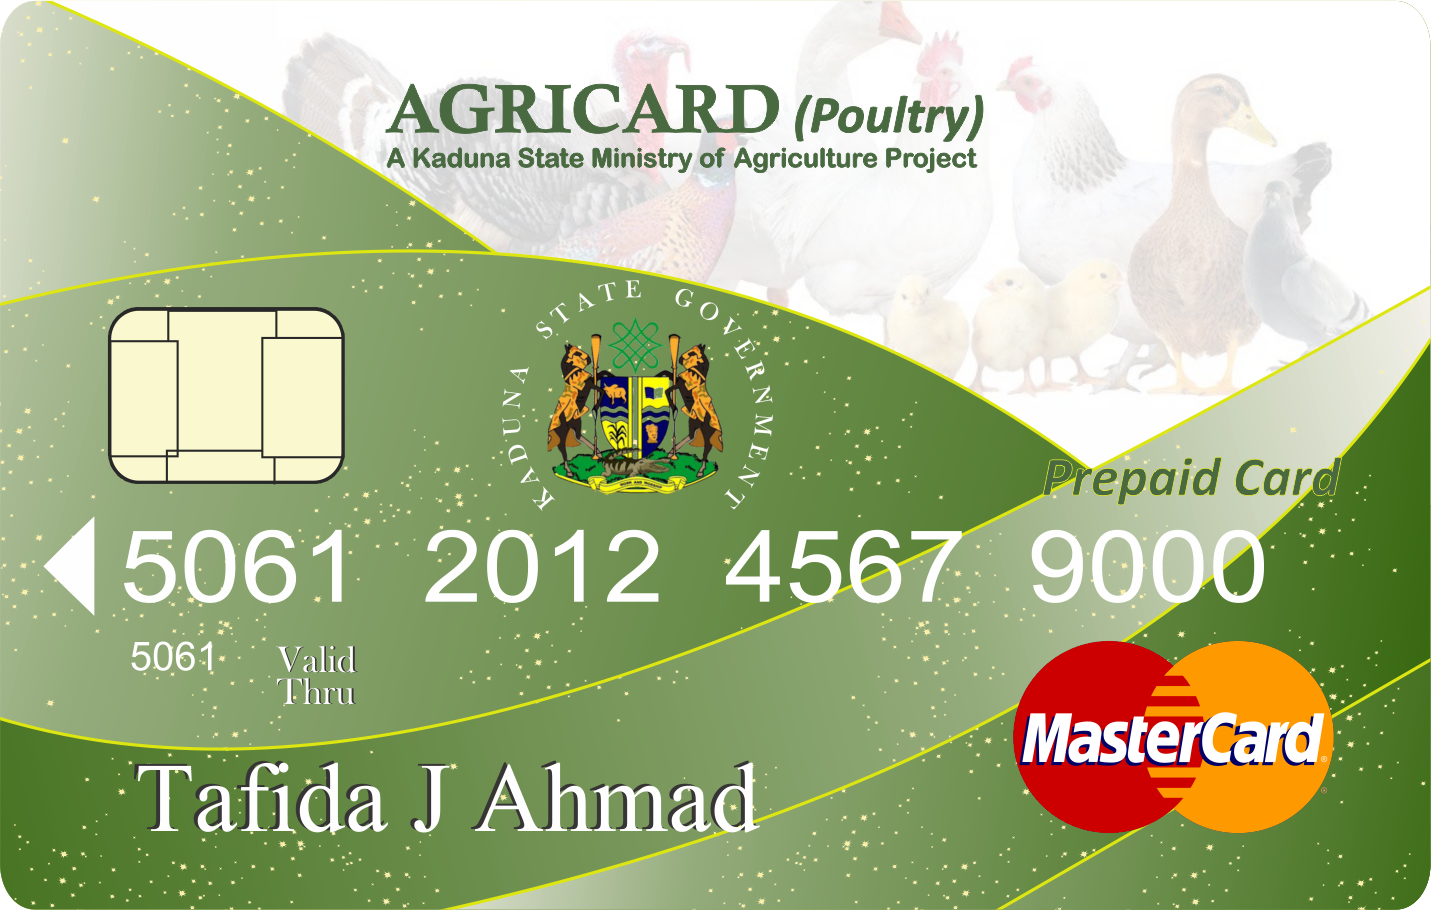 AGRICARD (Poultry)
A Kaduna State Ministry of Agriculture Project
KADUNA STATE GOVERNMENT
Prepaid Card
5061 2012 4567 9000
5061
Valid
Thru
MasterCard
Tafida J Ahmad